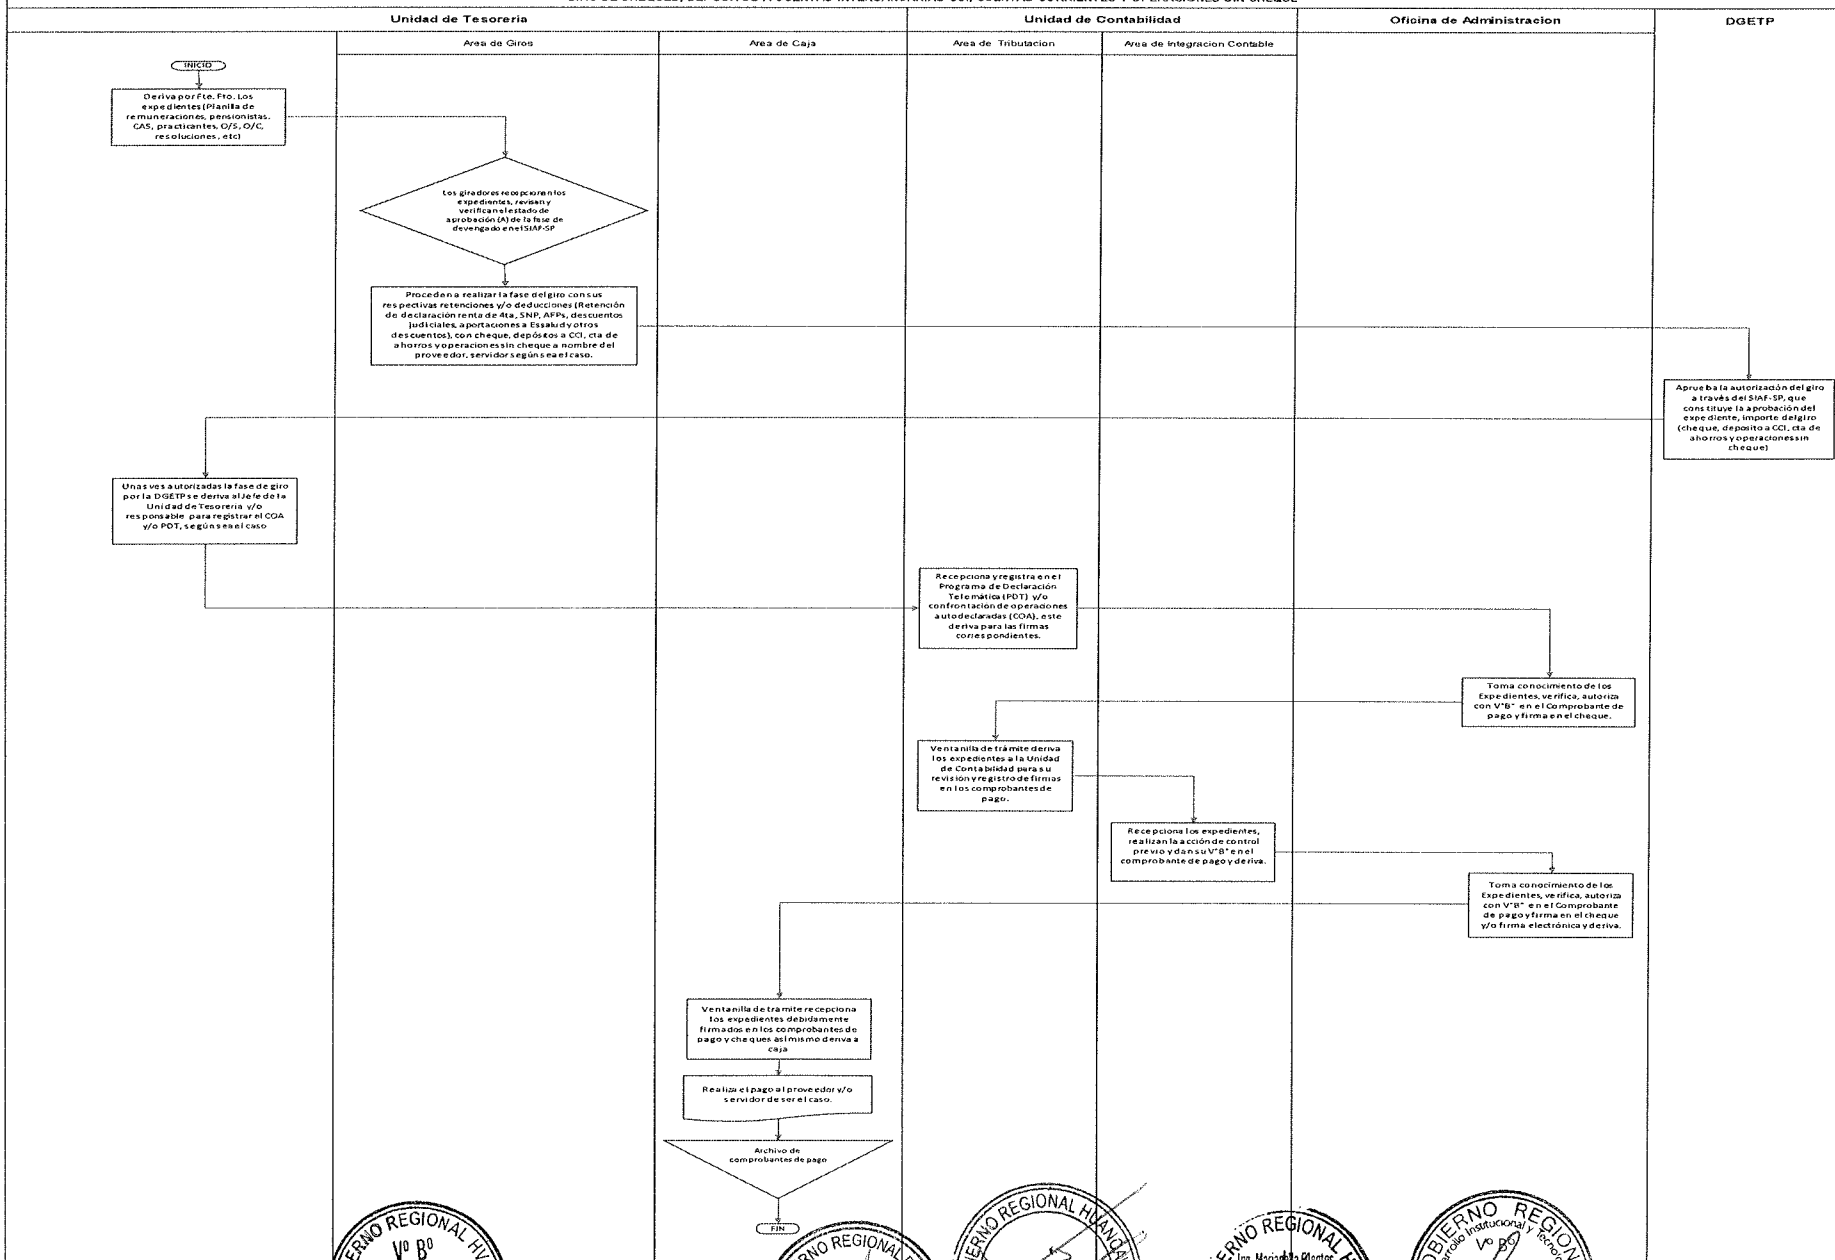 Unidad de Tesoreria
Unidad de Contabilidad
Oficina de Administracion
DGETP
Area de Giros
Area de Caja
Area de Tributacion
Area de Integracion Contable
INICIO
Deriva por Fte. Fto. Los
expedientes (Planilla de
remuneraciones, pensionistas,
CAS, practicantes, O/S, O/C,
resoluciones, etc)
Los giradores recepcionan los
expedientes, revisan y
verifican el estado de
aprobación (A) de la fase de
devengado en el SIAF-SP
Proceden a realizar la fase del giro con sus
respectivas retenciones y/o deducciones (Retención
de declaración renta de 4ta, SNP, AFPs, descuentos
judiciales, aportaciones a Essalud y otros
descuentos), con cheque, depósitos a CCI, cta de
ahorros y operaciones sin cheque a nombre del
proveedor, servidor según sea el caso.
Aprueba la autorización del giro
a través del SIAF-SP, que
constituye la aprobación del
expediente, importe del giro
(cheque, deposito a CCI, cta de
ahorros y operaciones sin
cheque)
Unas ves autorizadas la fase de giro
por la DGETP se deriva al Jefe de la
Unidad de Tesoreria y/o
responsable para registrar el COA
y/o PDT, según sea el caso
Recepciona y registra en el
Programa de Declaración
Telemática (PDT) y/o
confrontación de operaciones
autodeclaradas (COA), este
deriva para las firmas
correspondientes.
Toma conocimiento de los
Expedientes, verifica, autoriza
con V°B° en el Comprobante de
pago y firma en el cheque.
Ventanilla de trámite deriva
los expedientes a la Unidad
de Contabilidad para su
revisión y registro de firmas
en los comprobantes de
pago.
Recepciona los expedientes,
realizan la acción de control
previo y dan su V°B° en el
comprobante de pago y deriva.
Toma conocimiento de los
Expedientes, verifica, autoriza
con V°B° en el Comprobante
de pago y firma en el cheque
y/o firma electrónica y deriva.
Ventanilla de trámite recepciona
los expedientes debidamente
firmados en los comprobantes de
pago y cheques asimismo deriva a
caja
Realiza el pago al proveedor y/o
servidor de ser el caso.
Archivo de
comprobantes de pago
FIN
REGIONAL
Vº Bº
REGIONAL
REGIONAL
REGIONAL
Institucional y
Vº Bº